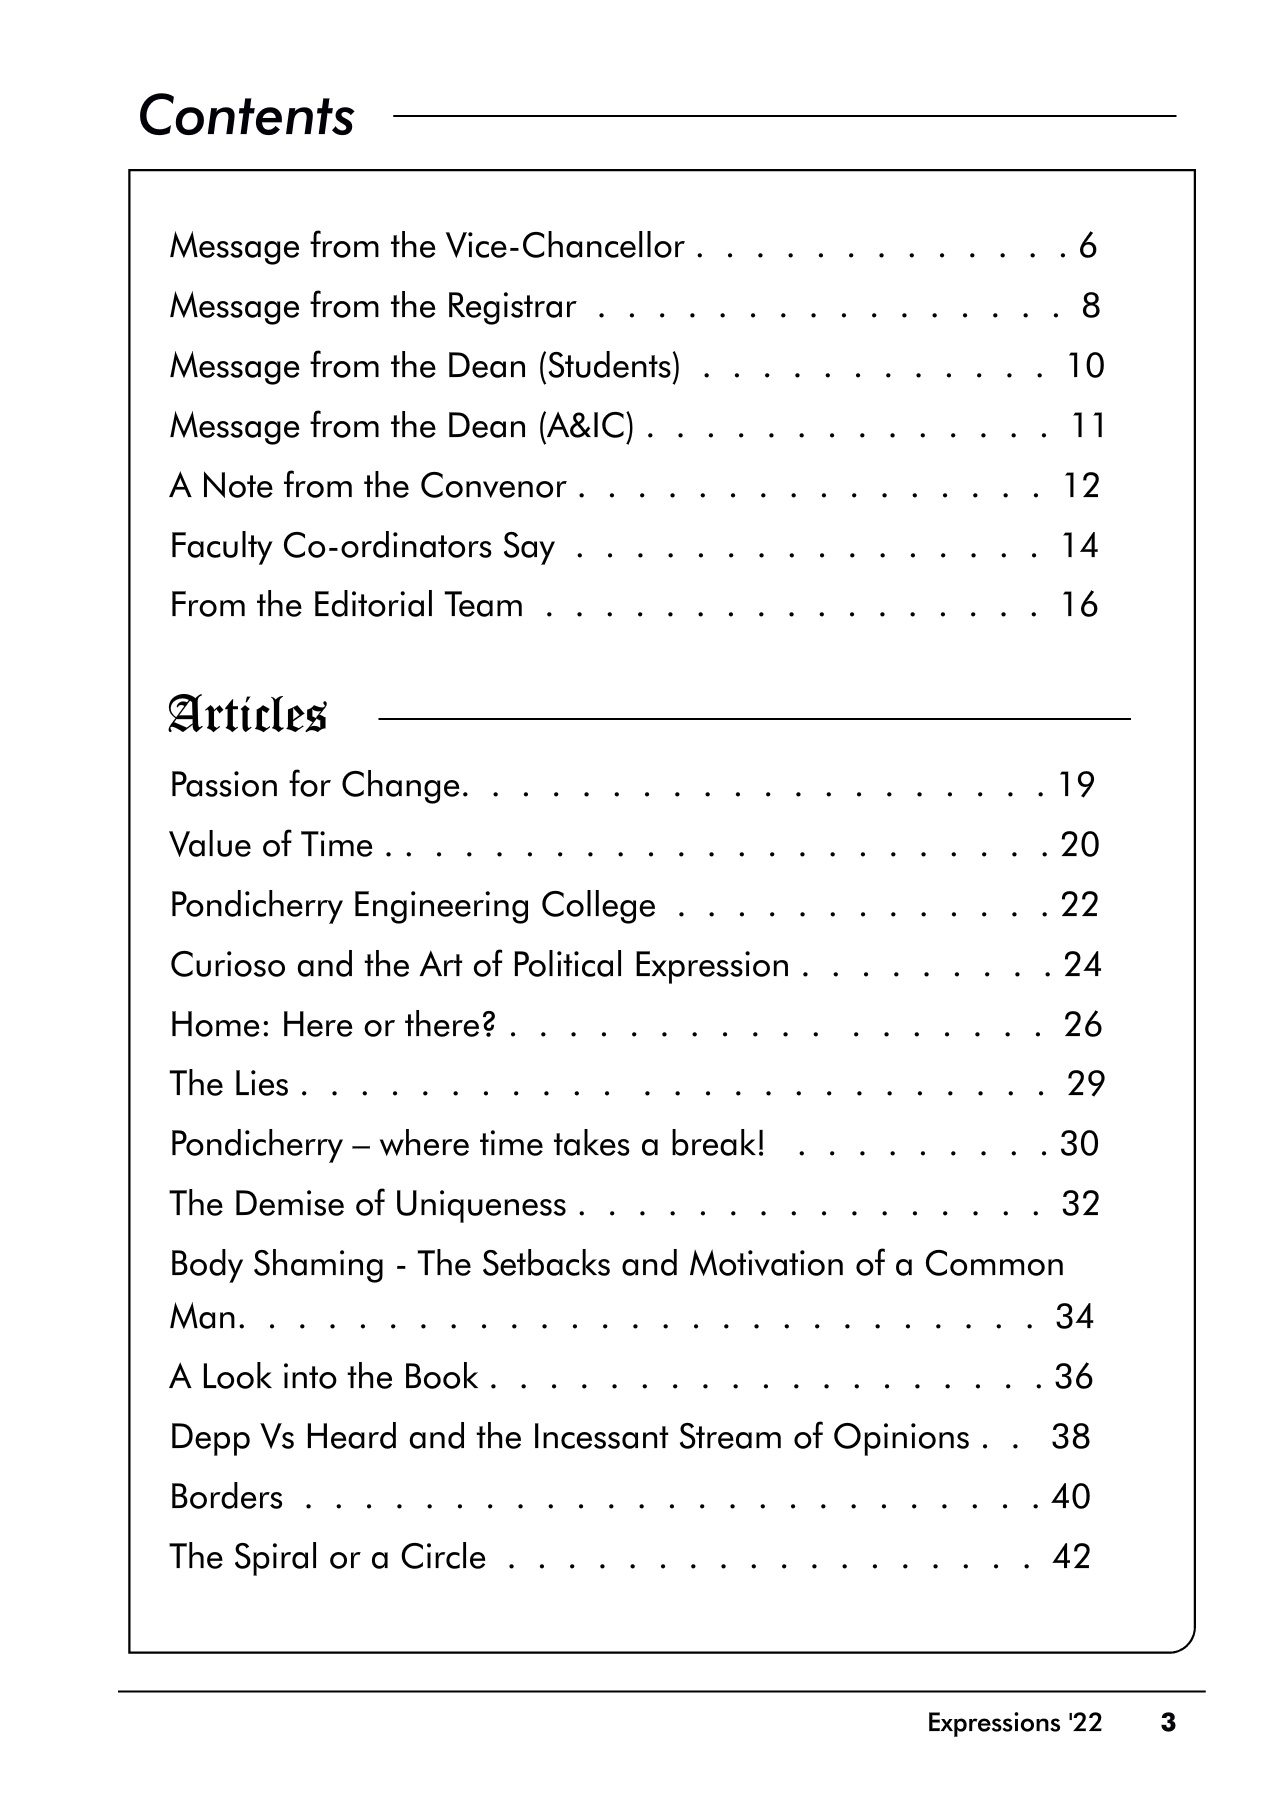 Contents
Message from the Vice-Chancellor . . . . . . . . . . . . . 6
Message from the Registrar . . . . . . . . . . . . . . . . 8
Message from the Dean (Students) . . . . . . . . . . . . 10
Message from the Dean (A&IC) . . . . . . . . . . . . . . 11
A Note from the Convenor . . . . . . . . . . . . . . . . 12
Faculty Co-ordinators Say . . . . . . . . . . . . . . . . 14
From the Editorial Team . . . . . . . . . . . . . . . . . 16
Articles
Passion for Change. . . . . . . . . . . . . . . . . . . . 19
Value of Time . . . . . . . . . . . . . . . . . . . . . . . 20
Pondicherry Engineering College . . . . . . . . . . . . . 22
Curioso and the Art of Political Expression . . . . . . . . . 24
Home: Here or there? . . . . . . . . . . . . . . . . . . 26
The Lies . . . . . . . . . . . . . . . . . . . . . . . . . 29
Pondicherry – where time takes a break! . . . . . . . . . 30
The Demise of Uniqueness . . . . . . . . . . . . . . . . 32
Body Shaming - The Setbacks and Motivation of a Common
Man. . . . . . . . . . . . . . . . . . . . . . . . . . . 34
A Look into the Book . . . . . . . . . . . . . . . . . . . 36
Depp Vs Heard and the Incessant Stream of Opinions . . 38
Borders . . . . . . . . . . . . . . . . . . . . . . . . . 40
The Spiral or a Circle . . . . . . . . . . . . . . . . . . 42
Expressions '22 3